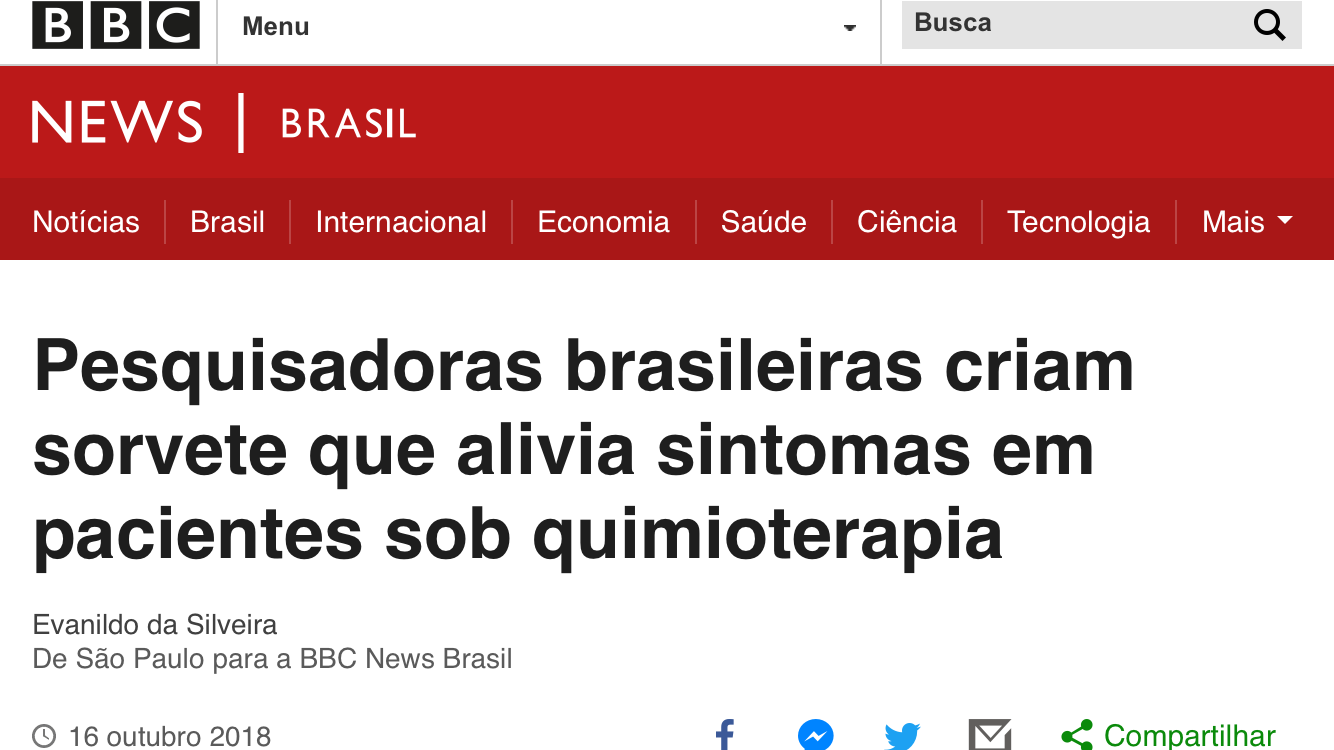 BBC
Menu
Busca
NEWS | BRASIL
Notícias
Brasil
Internacional
Economia
Saúde
Ciência
Tecnologia
Mais
Pesquisadoras brasileiras criam
sorvete que alivia sintomas em
pacientes sob quimioterapia
Evanildo da Silveira
De São Paulo para a BBC News Brasil
16 outubro 2018
Compartilhar